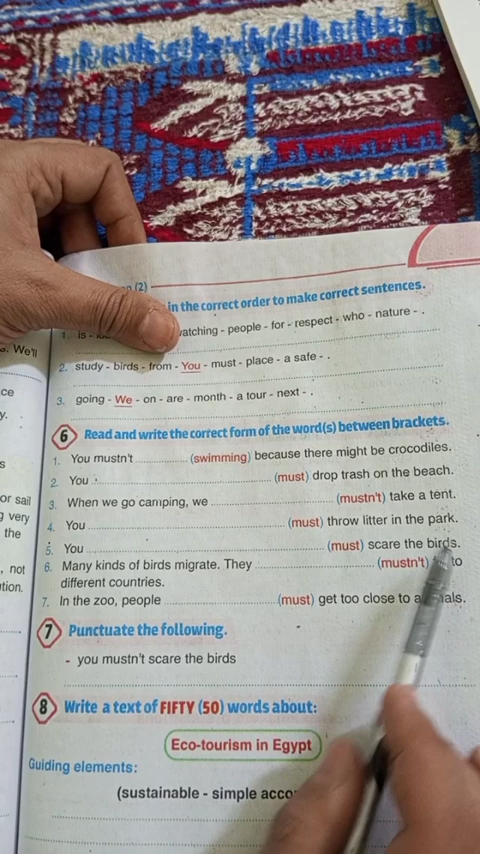 (2)
in the correct order to make correct sentences.
1. is - - people - for - respect - who - nature - .
2. study - birds - from - You - must - place - a safe - .
3. going - We - on - are - month - a tour - next - .
6 Read and write the correct form of the word(s) between brackets.
1. You mustn't .......... (swimming) because there might be crocodiles.
2. You .......... (must) drop trash on the beach.
3. When we go camping, we .......... (mustn't) take a tent.
4. You .......... (must) throw litter in the park.
5. You .......... (must) scare the birds.
6. Many kinds of birds migrate. They .......... (mustn't) to
different countries.
7. In the zoo, people .......... (must) get too close to
7 Punctuate the following.
- you mustn't scare the birds
8 Write a text of FIFTY (50) words about:
Eco-tourism in Egypt
Guiding elements:
(sustainable - simple
We'll
or sail
very
the
not